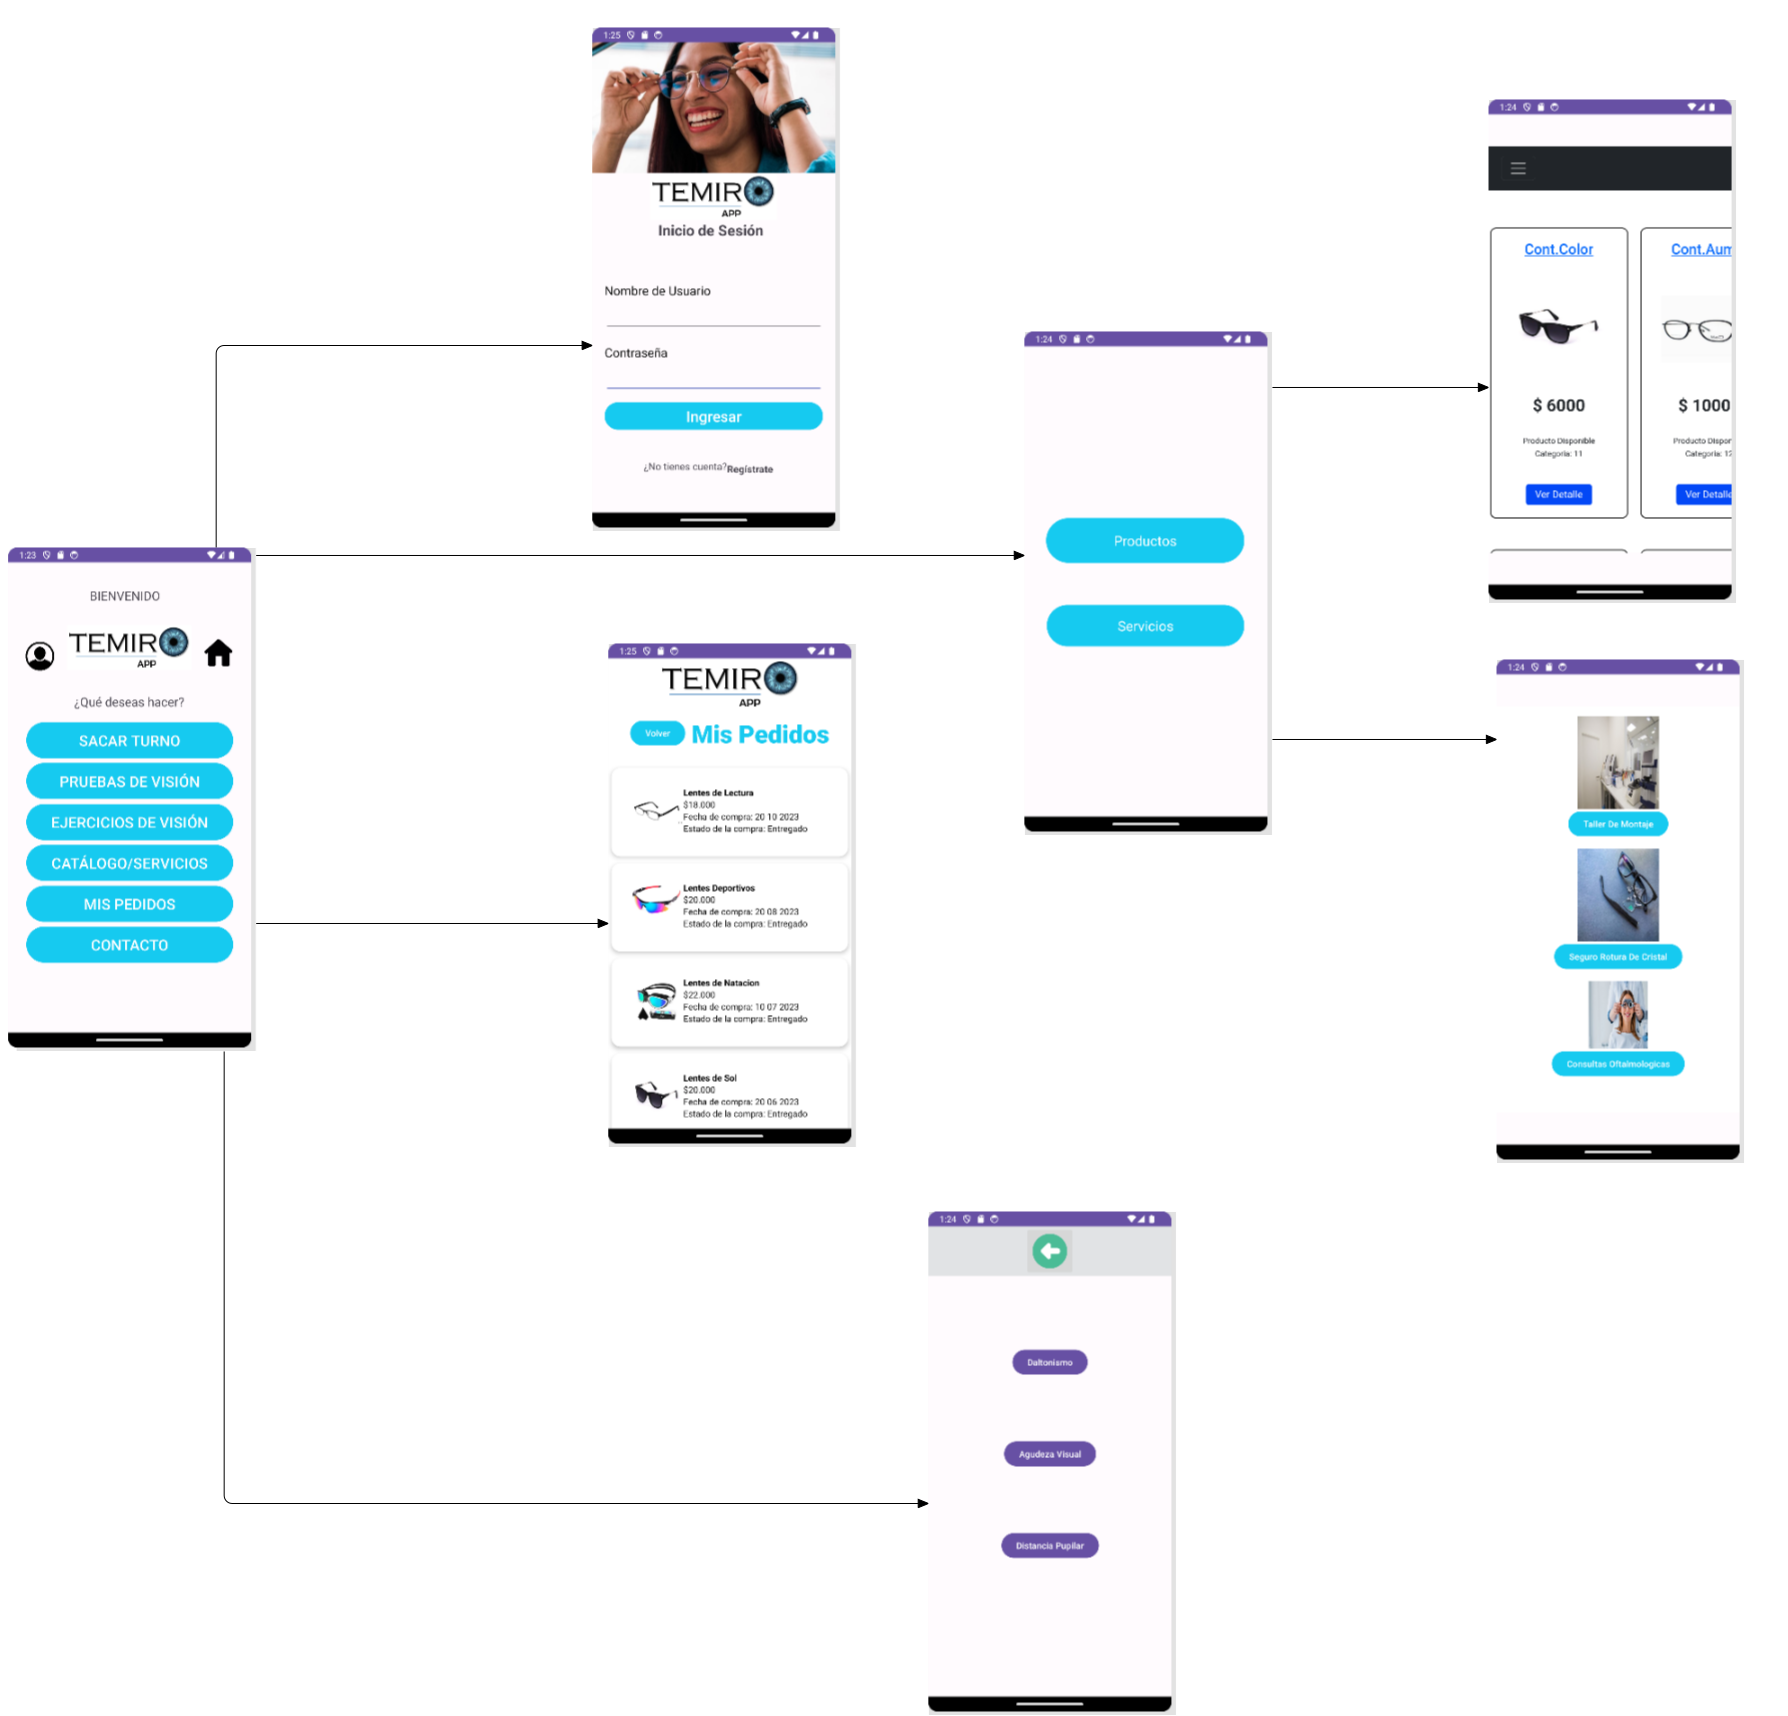 1:25
TEMIRO
APP
Inicio de Sesión
Nombre de Usuario
Contraseña
Ingresar
¿No tienes cuenta? Regístrate
1:23
BIENVENIDO
TEMIRO
APP
¿Qué deseas hacer?
SACAR TURNO
PRUEBAS DE VISIÓN
EJERCICIOS DE VISIÓN
CATÁLOGO/SERVICIOS
MIS PEDIDOS
CONTACTO
1:25
TEMIRO
APP
Volver
Mis Pedidos
Lentes de Lectura
$18.000
Fecha de compra: 20 10 2023
Estado de la compra: Entregado
Lentes Deportivos
$20.000
Fecha de compra: 20 08 2023
Estado de la compra: Entregado
Lentes de Natacion
$22.000
Fecha de compra: 10 07 2023
Estado de la compra: Entregado
Lentes de Sol
$20.000
Fecha de compra: 20 06 2023
Estado de la compra: Entregado
1:24
Productos
Servicios
1:24
Cont.Color
$ 6000
Producto Disponible
Categoria: 11
Ver Detalle
Cont.Aum
$ 1000
Producto Dispor
Categoria: 12
Ver Detalle
1:24
Taller De Montaje
Seguro Rotura De Cristal
Consultas Oftalmologicas
1:24
Daltonismo
Agudeza Visual
Distancia Pupilar